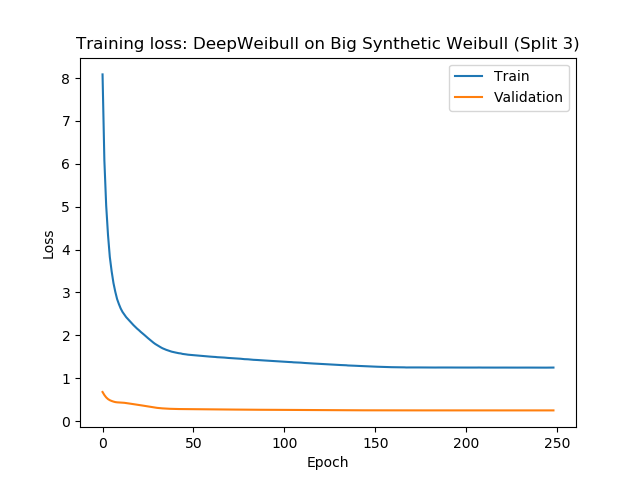 Training loss: DeepWeibull on Big Synthetic Weibull (Split 3)
Train
Validation
Loss
8
7
6
5
4
3
2
1
0
0 50 100 150 200 250
Epoch